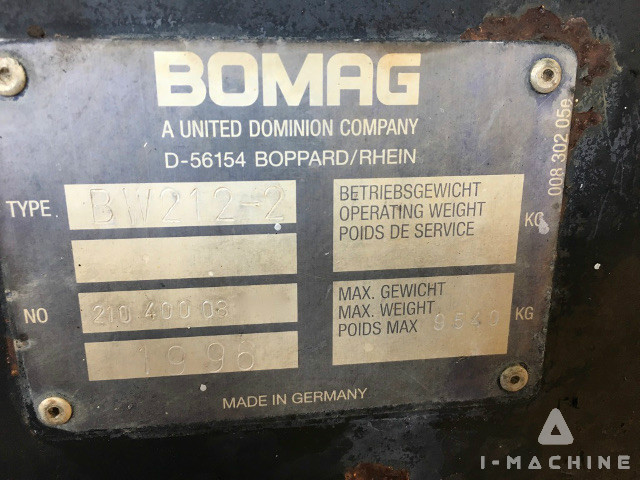 BOMAG
A UNITED DOMINION COMPANY
D-56154 BOPPARD/RHEIN
TYPE. BW212-2
BETRIEBSGEWICHT
OPERATING WEIGHT KG
POIDS DE SERVICE
NO 210 400 08
1996
MAX. GEWICHT
MAX. WEIGHT KG
POIDS MAX 9540
MADE IN GERMANY
008 302 05e
I-MACHINE